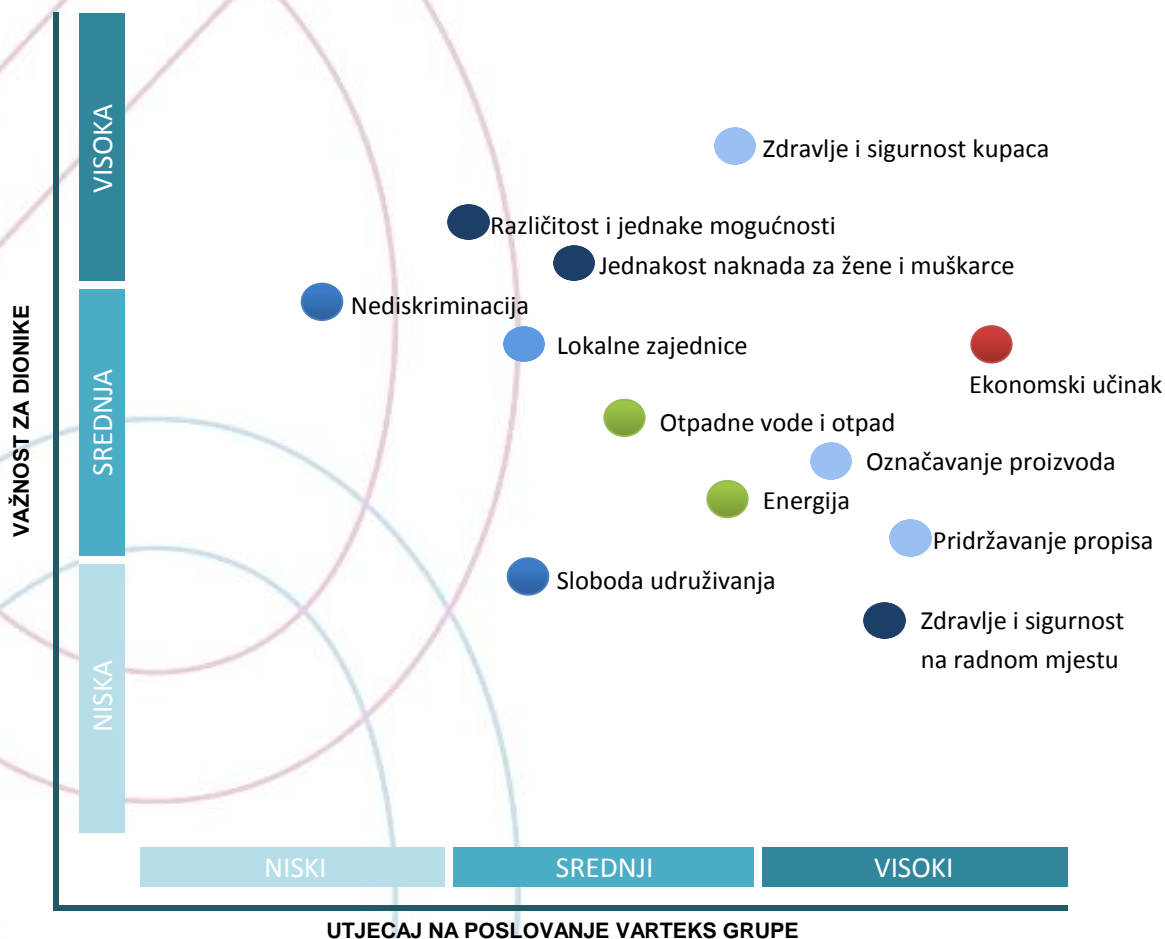 VAŽNOST ZA DIONIKE
VISOKA
SREDNJA
NISKA
Zdravlje i sigurnost kupaca
Različitost i jednake mogućnosti
Jednakost naknada za žene i muškarce
Nediskriminacija
Lokalne zajednice
Ekonomski učinak
Otpadne vode i otpad
Označavanje proizvoda
Energija
Pridržavanje propisa
Sloboda udruživanja
Zdravlje i sigurnost
na radnom mjestu
NISKI
SREDNJI
VISOKI
UTJECAJ NA POSLOVANJE VARTEKS GRUPE